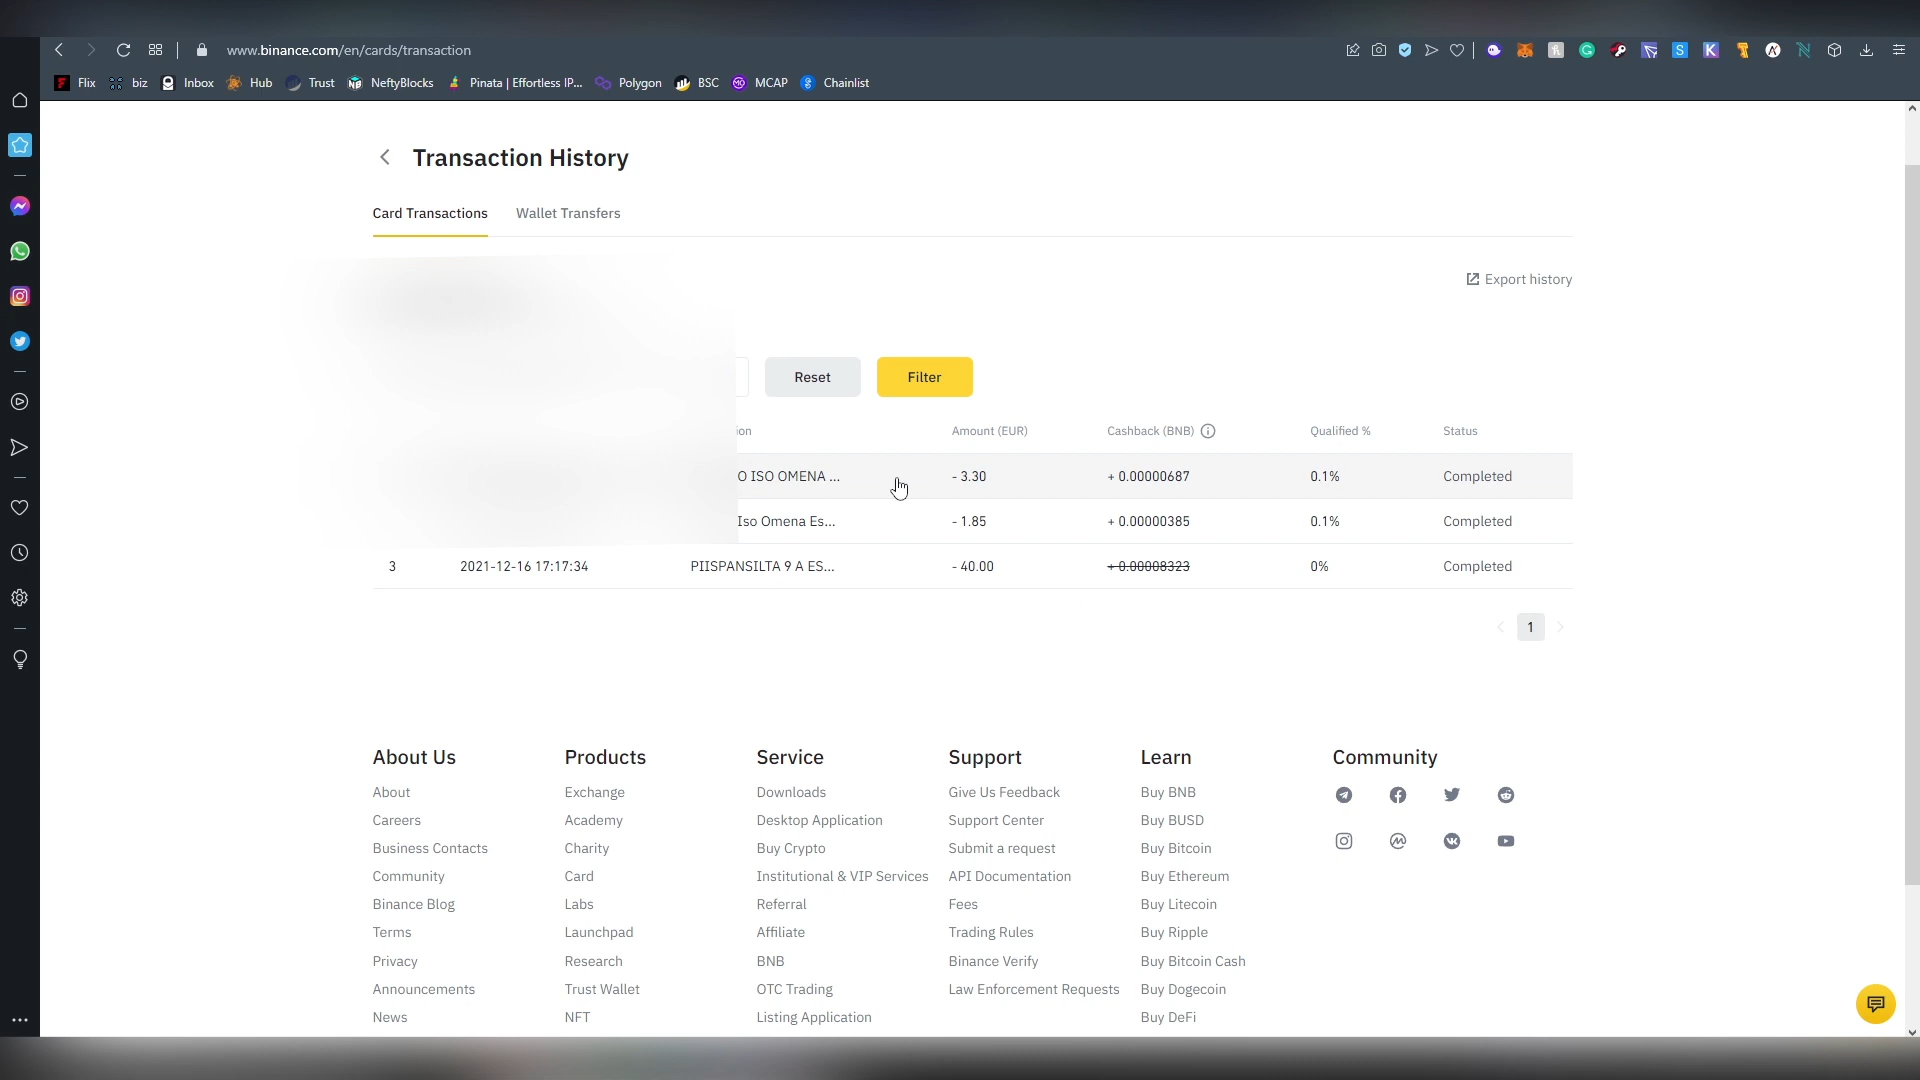 www.binance.com/en/cards/transaction
Flix biz Inbox Hub Trust NeftyBlocks Pinata | Effortless IP... Polygon BSC MCAP Chainlist
Transaction History
Card Transactions Wallet Transfers
Export history
Reset Filter
ion Amount (EUR) Cashback (BNB) Qualified % Status
O ISO OMENA ... - 3.30 + 0.00000687 0.1% Completed
Iso Omena Es... - 1.85 + 0.00000385 0.1% Completed
3 2021-12-16 17:17:34 PIISPANSILTA 9 A ES... - 40.00 + 0.00008323 0% Completed
1
About Us Products Service Support Learn Community
About Exchange Downloads Give Us Feedback Buy BNB
Careers Academy Desktop Application Support Center Buy BUSD
Business Contacts Charity Buy Crypto Submit a request Buy Bitcoin
Community Card Institutional & VIP Services API Documentation Buy Ethereum
Binance Blog Labs Referral Fees Buy Litecoin
Terms Launchpad Affiliate Trading Rules Buy Ripple
Privacy Research BNB Binance Verify Buy Bitcoin Cash
Announcements Trust Wallet OTC Trading Law Enforcement Requests Buy Dogecoin
News NFT Listing Application Buy DeFi